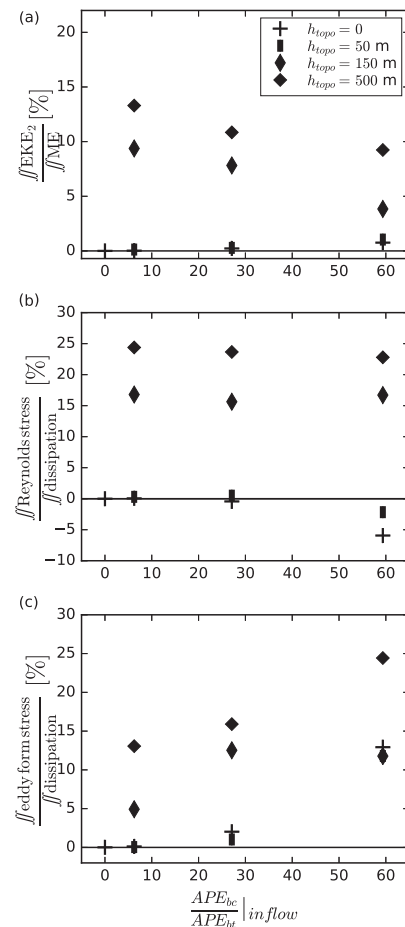 (a)
h_topo = 0
h_topo = 50 m
h_topo = 150 m
h_topo = 500 m
20
15
10
5
0
∬EKE₂ / ∬ME [%]
0 10 20 30 40 50 60
(b)
30
25
20
15
10
5
0
−5
−10
∬Reynolds stress / ∬dissipation [%]
0 10 20 30 40 50 60
(c)
30
25
20
15
10
5
0
∬eddy form stress / ∬dissipation [%]
0 10 20 30 40 50 60
APE_bc / APE_bt | inflow